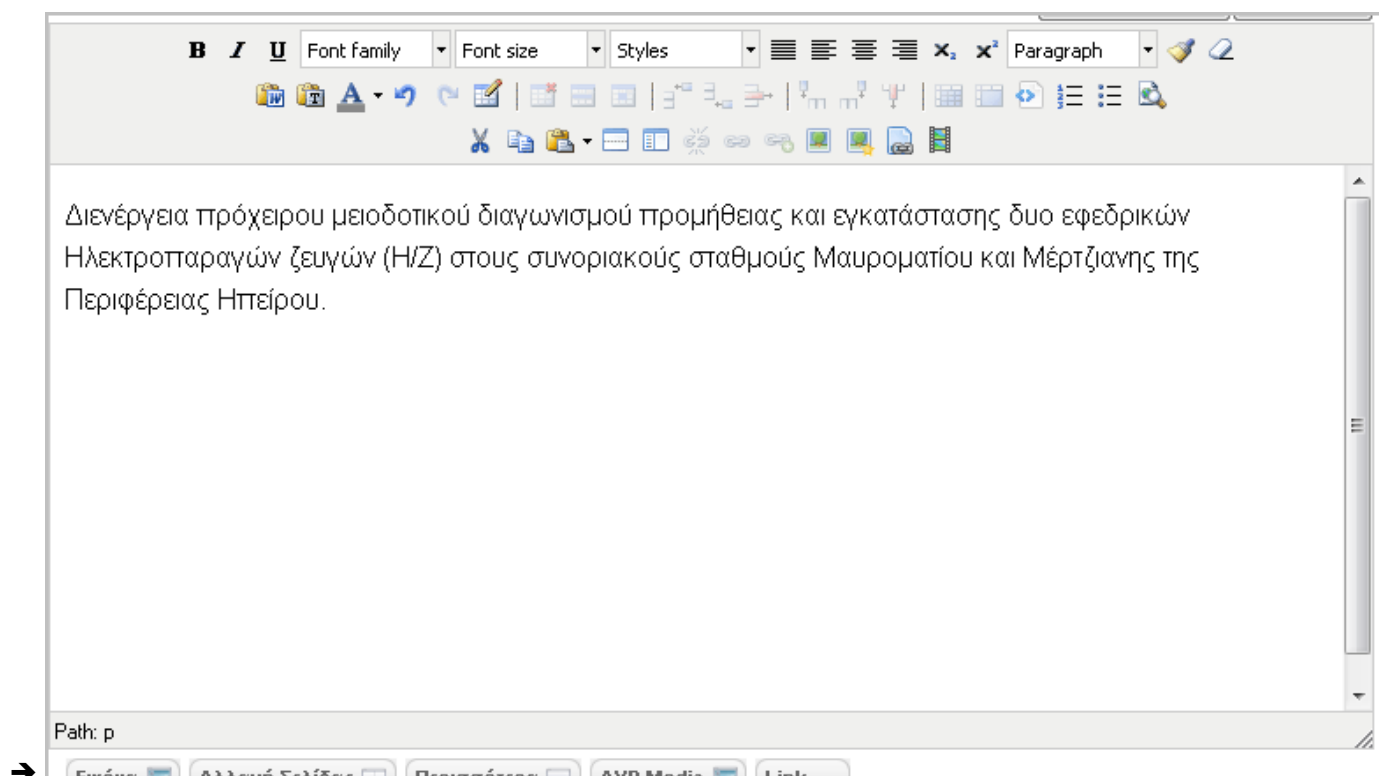 B I U Font family Font size Styles Paragraph
Διενέργεια πρόχειρου μειοδοτικού διαγωνισμού προμήθειας και εγκατάστασης δυο εφεδρικών
Ηλεκτροπαραγών ζευγών (Η/Ζ) στους συνοριακούς σταθμούς Μαυροματίου και Μέρτζιανης της
Περιφέρειας Ηπείρου.
Path: p